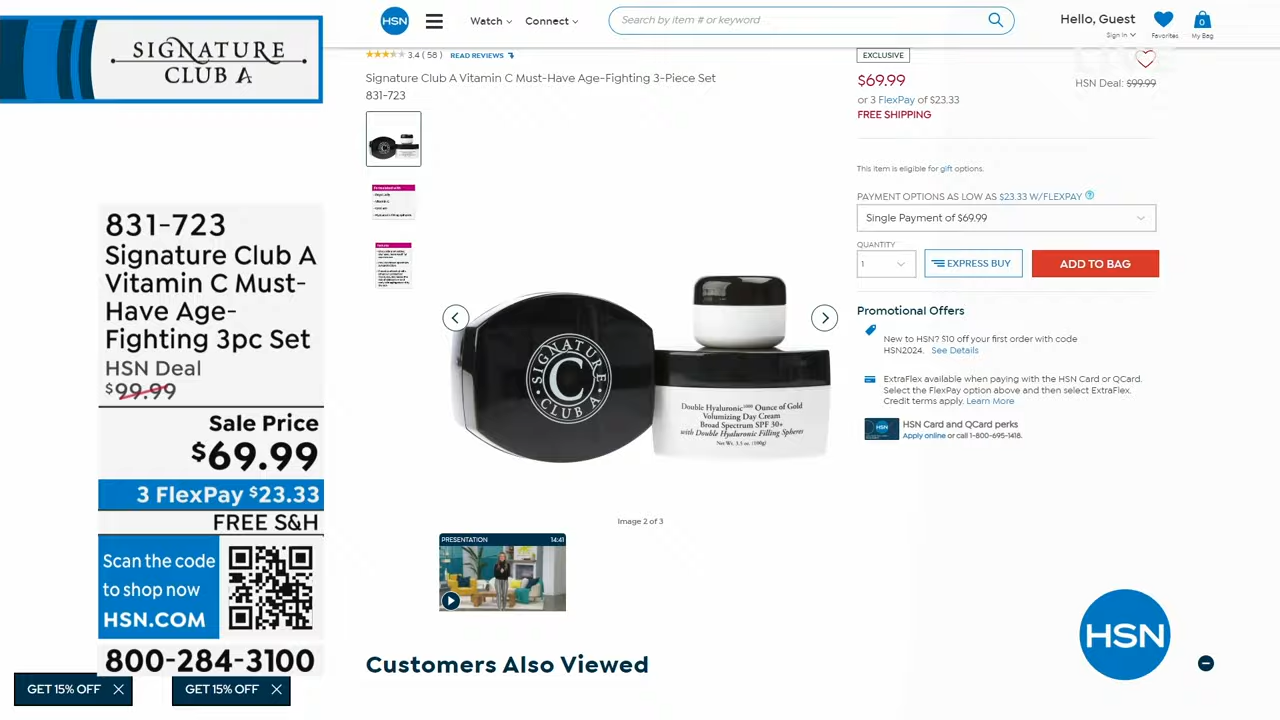 SIGNATURE
CLUB A
HSN
Watch
Connect
Search by item # or keyword
Hello, Guest
Sign In
Favorites
0
My Bag
3.4 ( 58 )
READ REVIEWS
Signature Club A Vitamin C Must-Have Age-Fighting 3-Piece Set
831-723
EXCLUSIVE
$69.99
HSN Deal: $99.99
or 3 FlexPay of $23.33
FREE SHIPPING
This item is eligible for gift options.
PAYMENT OPTIONS AS LOW AS $23.33 W/FLEXPAY
Single Payment of $69.99
QUANTITY
1
EXPRESS BUY
ADD TO BAG
Promotional Offers
New to HSN? $10 off your first order with code
HSN2024. See Details
ExtraFlex available when paying with the HSN Card or QCard.
Select the FlexPay option above and then select ExtraFlex.
Credit terms apply. Learn More
HSN
HSN Card and QCard perks
Apply online or call 1-800-695-1418.
831-723
Signature Club A
Vitamin C Must-
Have Age-
Fighting 3pc Set
HSN Deal
$99.99
Sale Price
$69.99
3 FlexPay $23.33
FREE S&H
Scan the code
to shop now
HSN.COM
800-284-3100
GET 15% OFF
GET 15% OFF
SIGNATURE
C
CLUB A
Double Hyaluronic¹⁰⁰⁰ Ounce of Gold
Volumizing Day Cream
Broad Spectrum SPF 30+
with Double Hyaluronic Filling Spheres
Net Wt. 3.5 oz. (100g)
Image 2 of 3
PRESENTATION
14:41
Customers Also Viewed
HSN